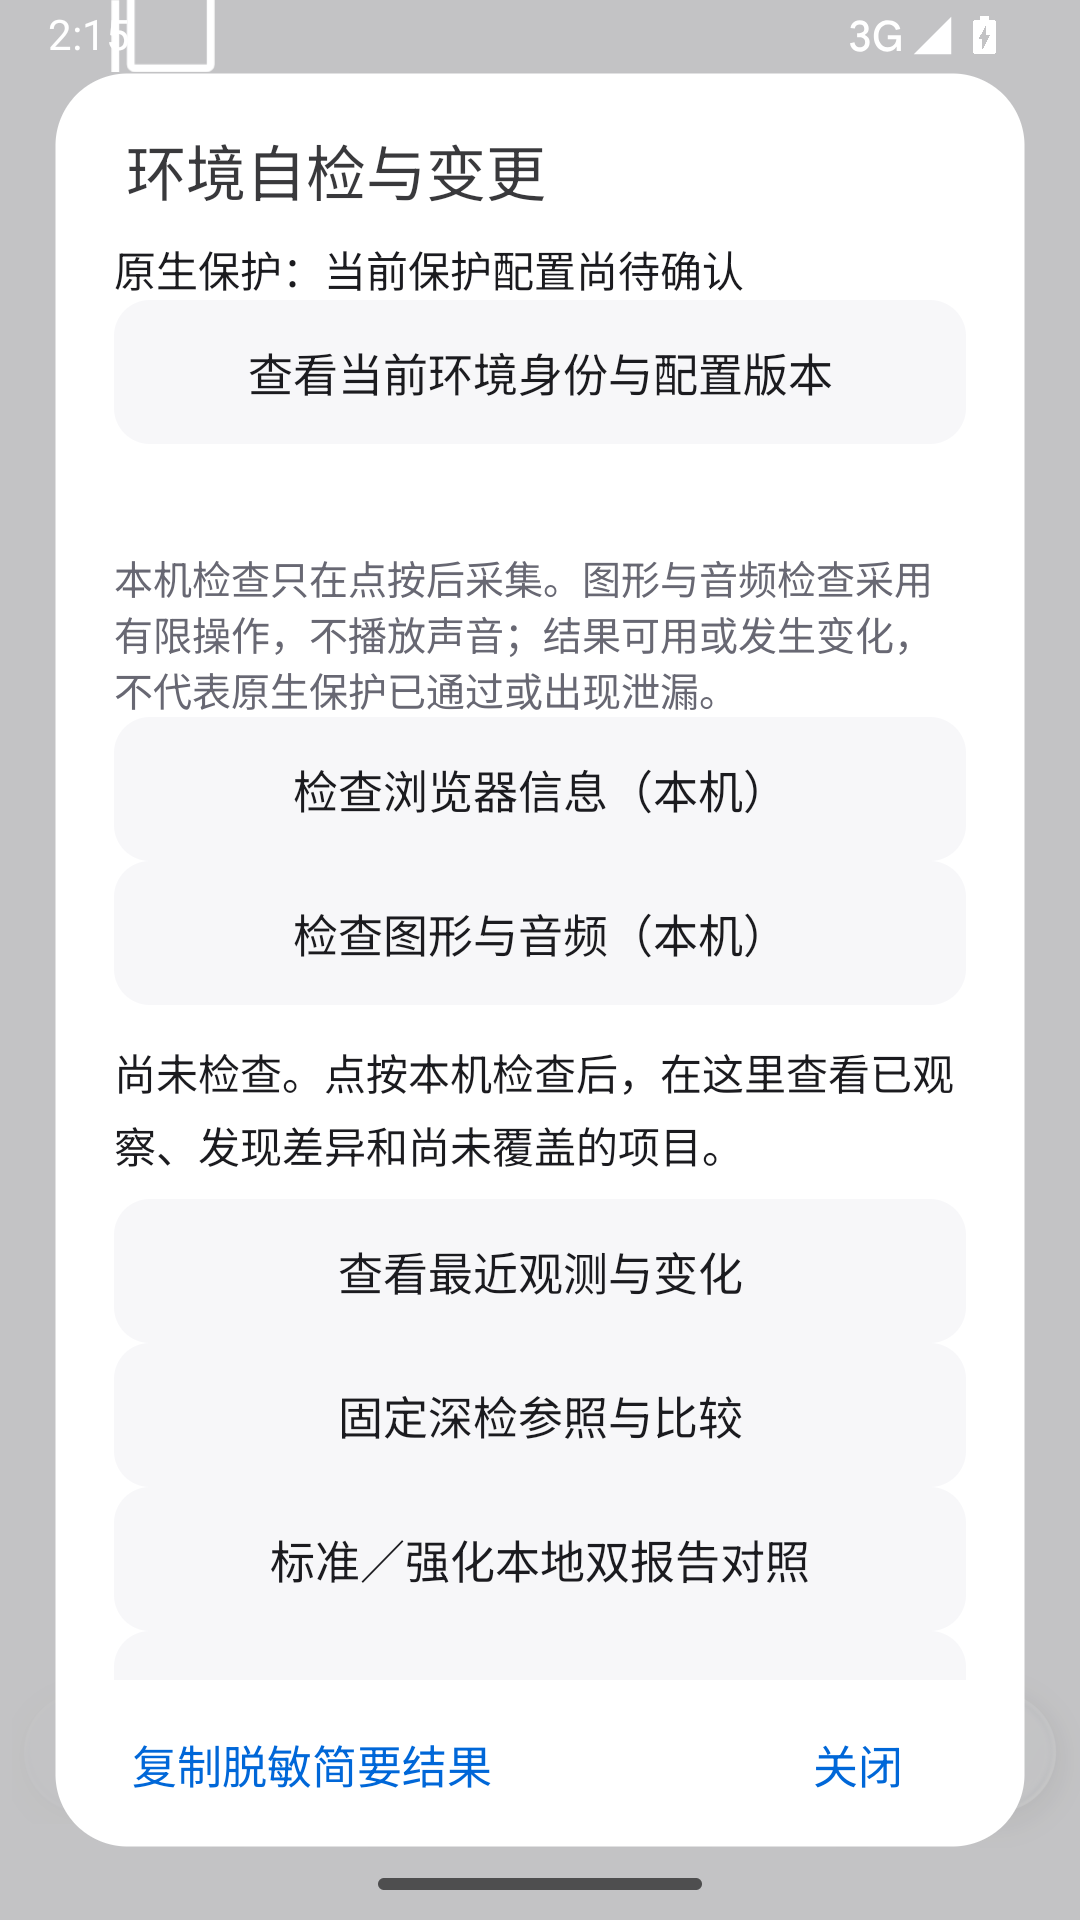 2:15
3G
环境自检与变更
原生保护：当前保护配置尚待确认
查看当前环境身份与配置版本
本机检查只在点按后采集。图形与音频检查采用
有限操作，不播放声音；结果可用或发生变化，
不代表原生保护已通过或出现泄漏。
检查浏览器信息（本机）
检查图形与音频（本机）
尚未检查。点按本机检查后，在这里查看已观
察、发现差异和尚未覆盖的项目。
查看最近观测与变化
固定深检参照与比较
标准／强化本地双报告对照
复制脱敏简要结果
关闭